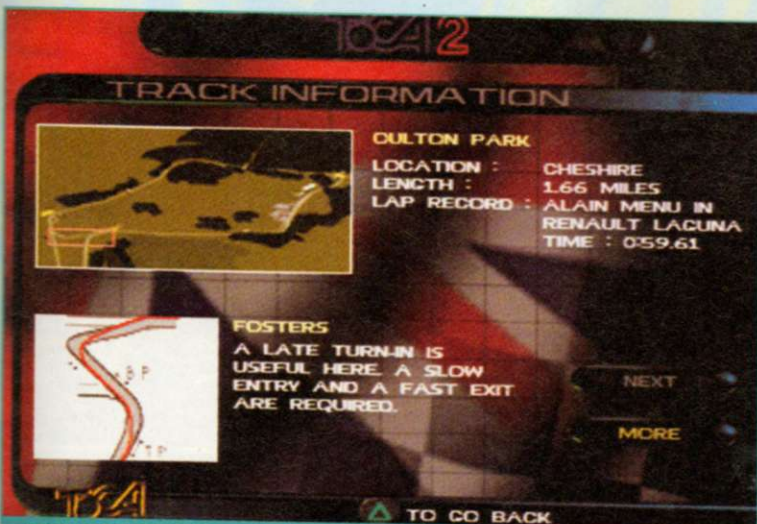 TOCA 2
TRACK INFORMATION
OULTON PARK
LOCATION : CHESHIRE
LENGTH : 1.66 MILES
LAP RECORD : ALAIN MENU IN
RENAULT LAGUNA
TIME : 0:59.61
FOSTERS
A LATE TURN-IN IS
USEFUL HERE. A SLOW
ENTRY AND A FAST EXIT
ARE REQUIRED.
B P
T P
NEXT
MORE
TOCA
TO GO BACK